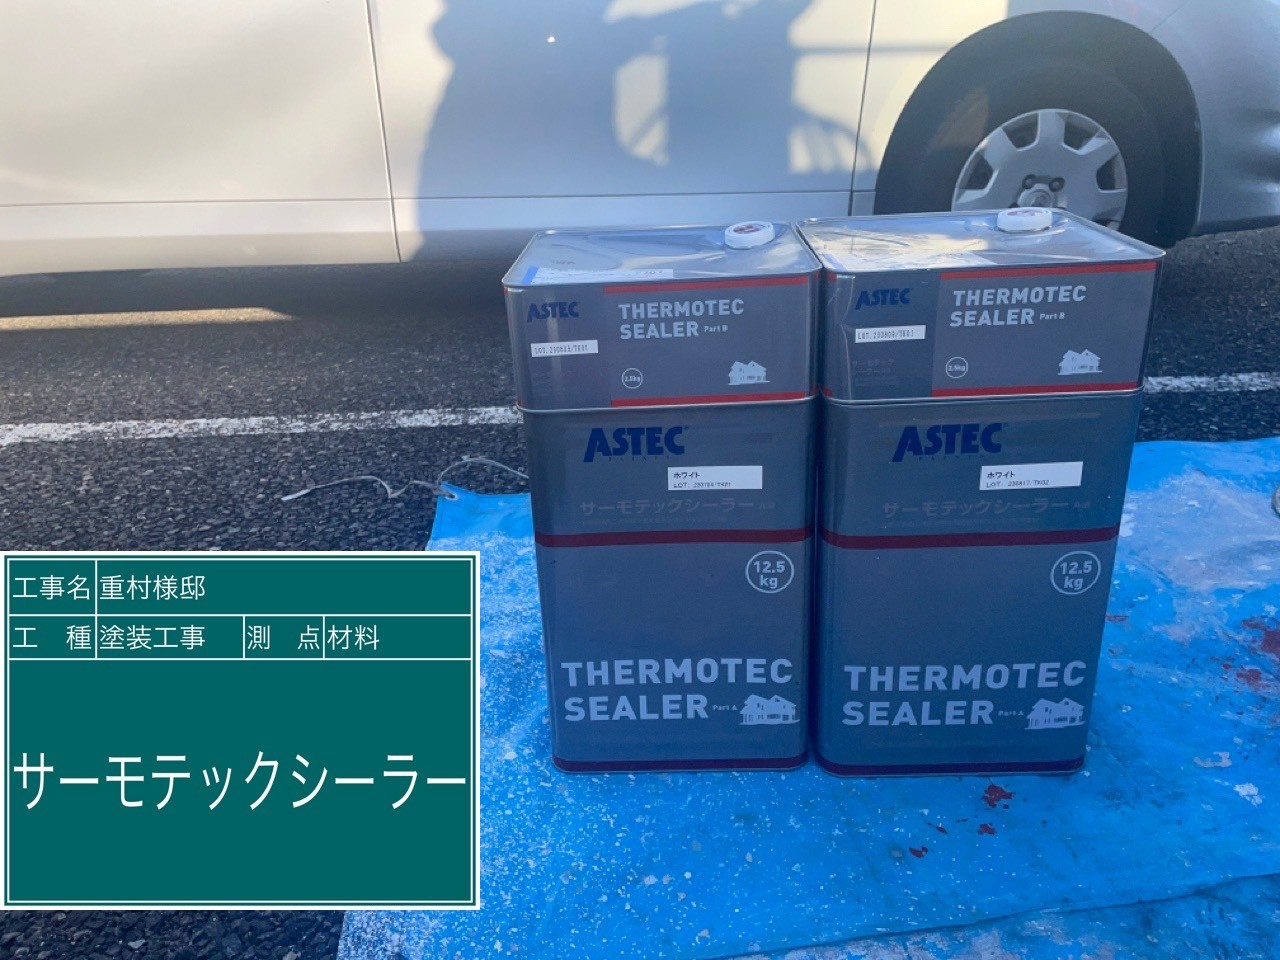 ASTEC
THERMOTEC
SEALER Part B
2.5kg
ASTEC
THERMOTEC
SEALER Part B
2.5kg
ASTEC
ホワイト
サーモテックシーラー
12.5
kg
THERMOTEC
SEALER Part A
ASTEC
ホワイト
サーモテックシーラー
12.5
kg
THERMOTEC
SEALER Part A
工事名 重村様邸
工 種 塗装工事 測 点 材料
サーモテックシーラー